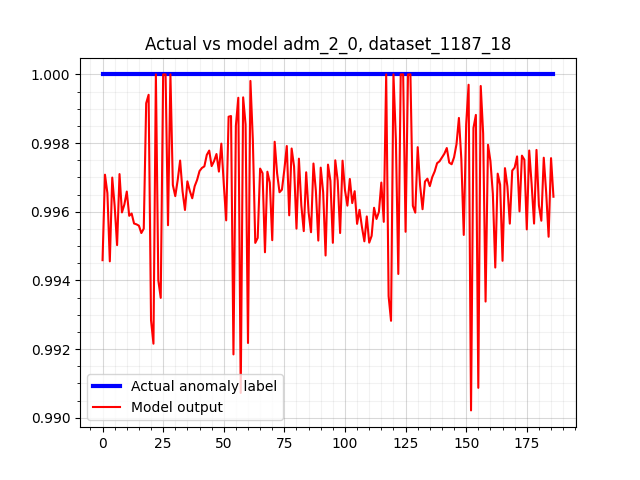 Actual vs model adm_2_0, dataset_1187_18
1.000
0.998
0.996
0.994
0.992
0.990
Actual anomaly label
Model output
0 25 50 75 100 125 150 175